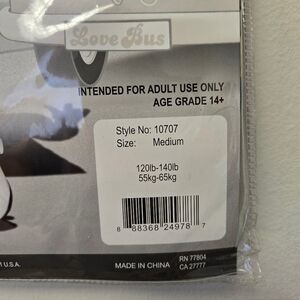 Love Bus
INTENDED FOR ADULT USE ONLY
AGE GRADE 14+
Style No: 10707
Size: Medium
120lb-140lb
55kg-65kg
8 88368 24978 7
U.S.A.
MADE IN CHINA
RN 77804
CA 27777